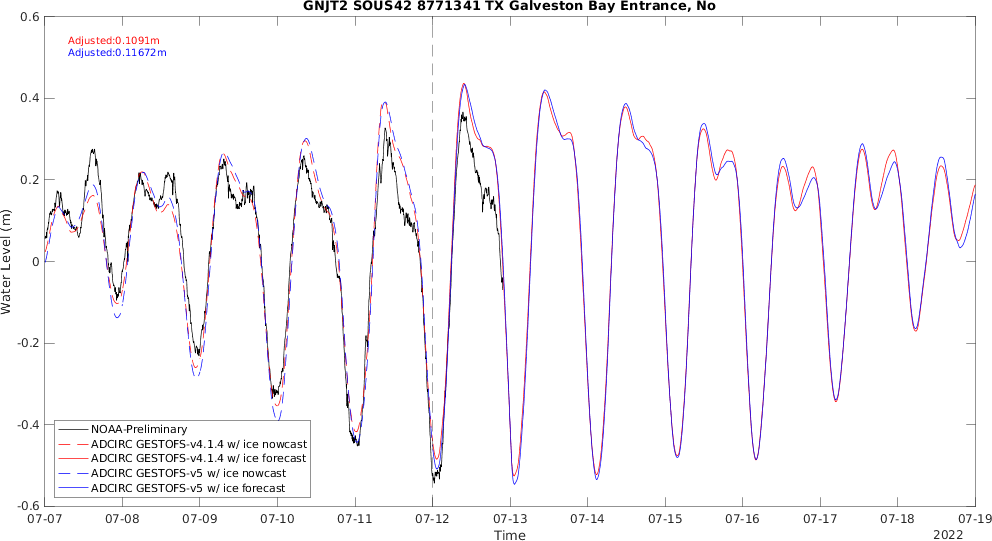 GNJT2 SOUS42 8771341 TX Galveston Bay Entrance, No
Adjusted:0.1091m
Adjusted:0.11672m
Water Level (m)
0.6
0.4
0.2
0
-0.2
-0.4
-0.6
NOAA-Preliminary
ADCIRC GESTOFS-v4.1.4 w/ ice nowcast
ADCIRC GESTOFS-v4.1.4 w/ ice forecast
ADCIRC GESTOFS-v5 w/ ice nowcast
ADCIRC GESTOFS-v5 w/ ice forecast
07-07 07-08 07-09 07-10 07-11 07-12 07-13 07-14 07-15 07-16 07-17 07-18 07-19
Time
2022